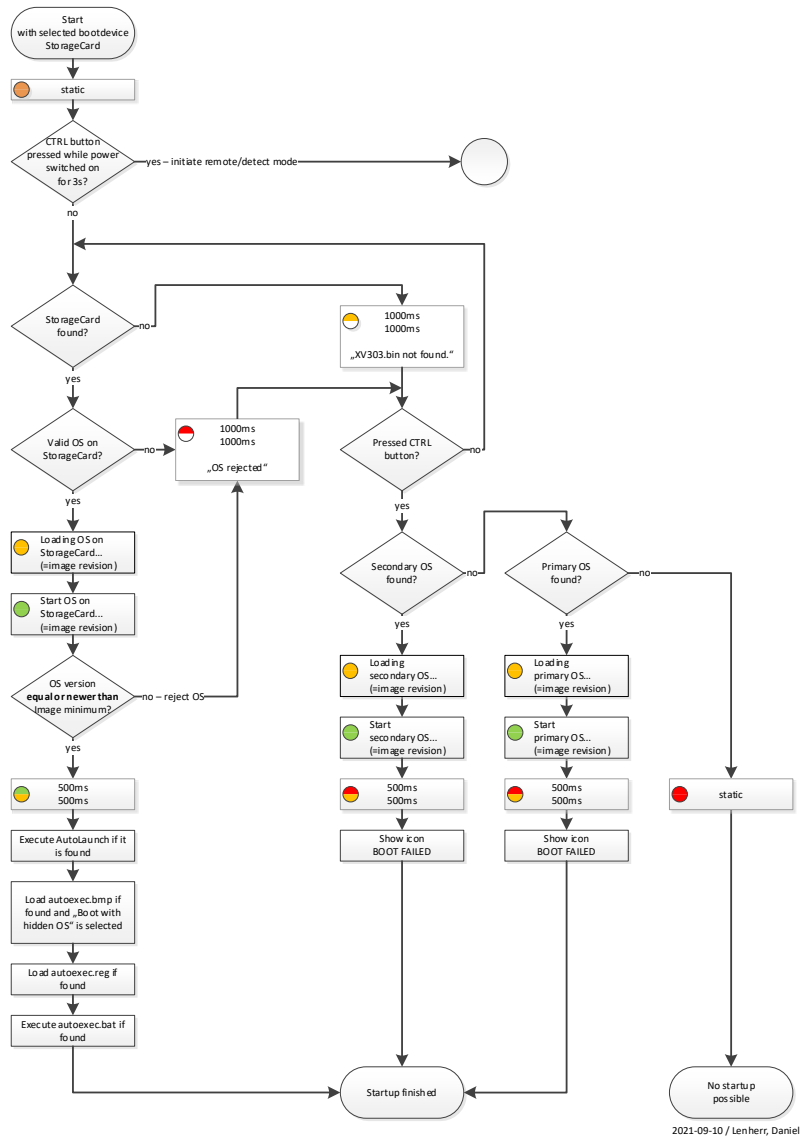 Start
with selected bootdevice
StorageCard
static
CTRL button
pressed while power
switched on
for 3s?
yes – initiate remote/detect mode
no
StorageCard
found?
no
1000ms
1000ms
„XV303.bin not found.“
yes
Valid OS on
StorageCard?
no
1000ms
1000ms
„OS rejected“
Pressed CTRL
button?
no
yes
yes
Loading OS on
StorageCard...
(=image revision)
Secondary OS
found?
no
Primary OS
found?
no
Start OS on
StorageCard...
(=image revision)
yes
yes
OS version
equal or newer than
Image minimum?
no – reject OS
Loading
secondary OS...
(=image revision)
Loading
primary OS...
(=image revision)
yes
Start
secondary OS...
(=image revision)
Start
primary OS...
(=image revision)
500ms
500ms
500ms
500ms
500ms
500ms
static
Execute AutoLaunch if it
is found
Show icon
BOOT FAILED
Show icon
BOOT FAILED
Load autoexec.bmp if
found and „Boot with
hidden OS“ is selected
Load autoexec.reg if
found
Execute autoexec.bat if
found
Startup finished
No startup
possible
2021-09-10 / Lenherr, Daniel